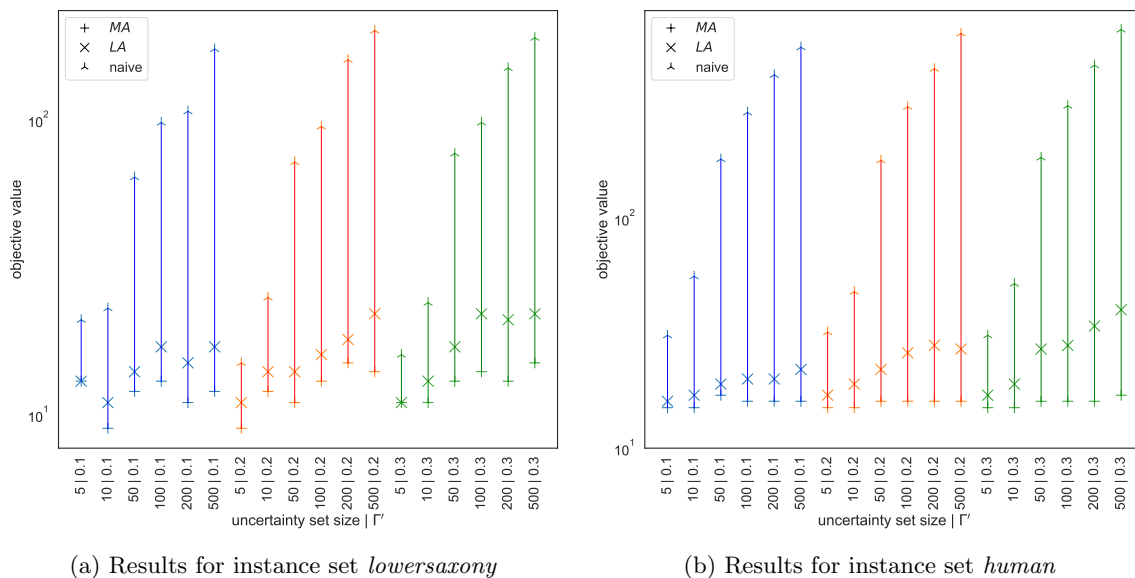 MA
LA
naive
objective value
10²
10¹
5 | 0.1
10 | 0.1
50 | 0.1
100 | 0.1
200 | 0.1
500 | 0.1
5 | 0.2
10 | 0.2
50 | 0.2
100 | 0.2
200 | 0.2
500 | 0.2
5 | 0.3
10 | 0.3
50 | 0.3
100 | 0.3
200 | 0.3
500 | 0.3
uncertainty set size | Γ′
(a) Results for instance set lowersaxony
MA
LA
naive
objective value
10²
10¹
5 | 0.1
10 | 0.1
50 | 0.1
100 | 0.1
200 | 0.1
500 | 0.1
5 | 0.2
10 | 0.2
50 | 0.2
100 | 0.2
200 | 0.2
500 | 0.2
5 | 0.3
10 | 0.3
50 | 0.3
100 | 0.3
200 | 0.3
500 | 0.3
uncertainty set size | Γ′
(b) Results for instance set human